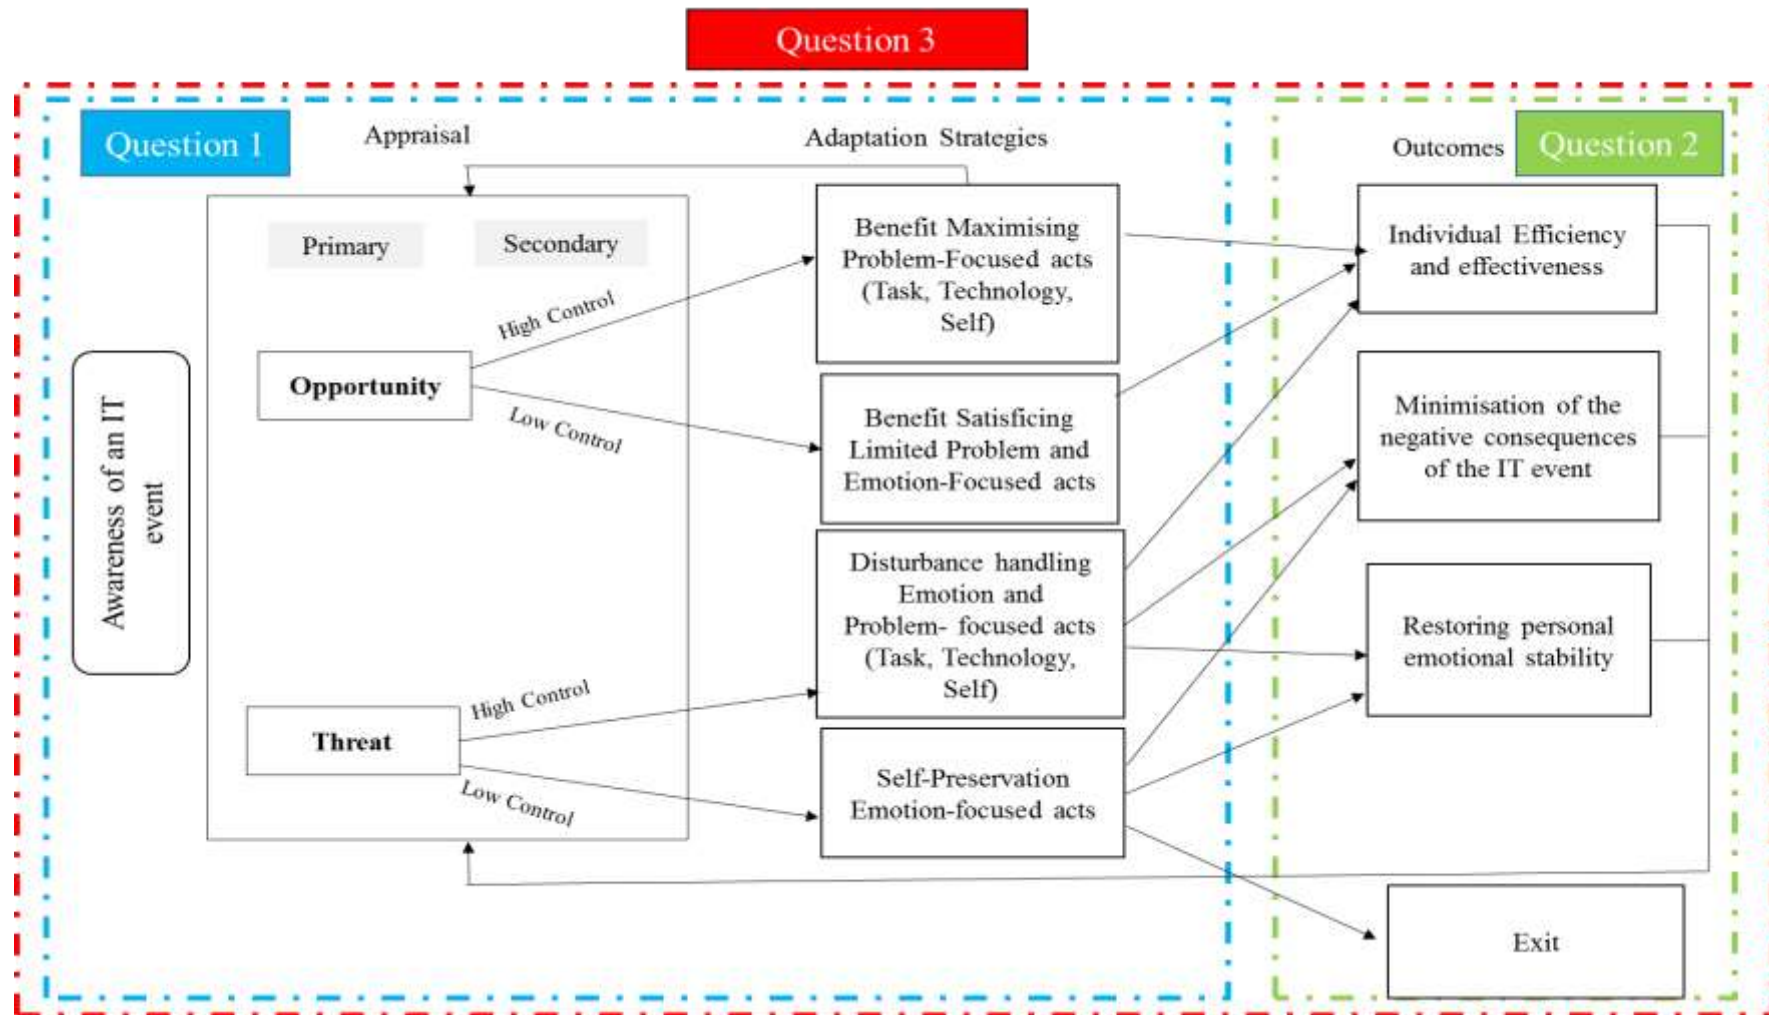 Question 3
Question 1
Appraisal
Adaptation Strategies
Outcomes
Question 2
Primary
Secondary
Awareness of an IT
event
Opportunity
High Control
Low Control
Threat
High Control
Low Control
Benefit Maximising
Problem-Focused acts
(Task, Technology,
Self)
Benefit Satisficing
Limited Problem and
Emotion-Focused acts
Disturbance handling
Emotion and
Problem- focused acts
(Task, Technology,
Self)
Self-Preservation
Emotion-focused acts
Individual Efficiency
and effectiveness
Minimisation of the
negative consequences
of the IT event
Restoring personal
emotional stability
Exit